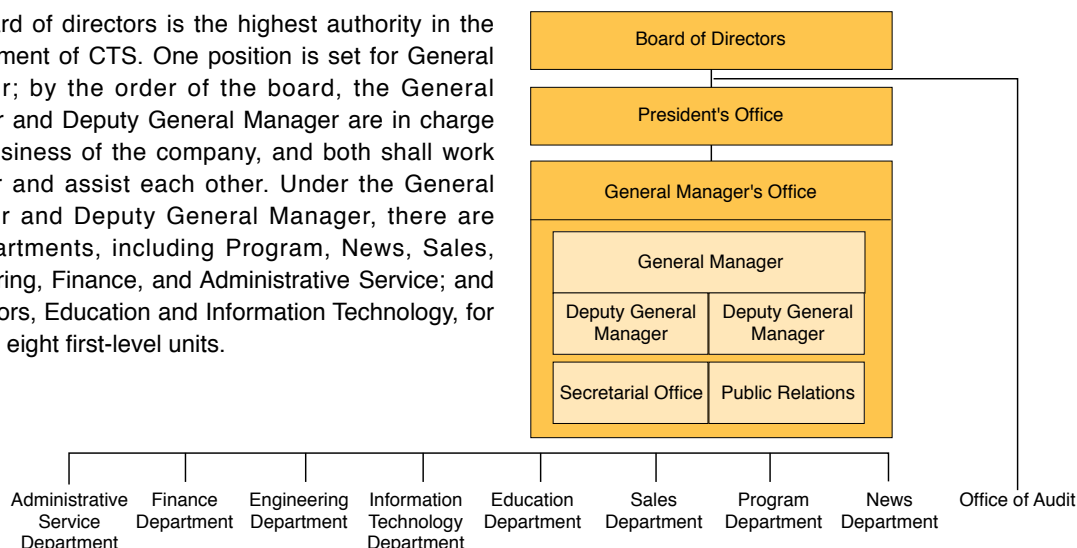 ard of directors is the highest authority in the
ment of CTS. One position is set for General
r; by the order of the board, the General
r and Deputy General Manager are in charge
siness of the company, and both shall work
r and assist each other. Under the General
r and Deputy General Manager, there are
artments, including Program, News, Sales,
ring, Finance, and Administrative Service; and
ors, Education and Information Technology, for
eight first-level units.
Board of Directors
President's Office
General Manager's Office
General Manager
Deputy General
Manager
Deputy General
Manager
Secretarial Office
Public Relations
Administrative
Service
Department
Finance
Department
Engineering
Department
Information
Technology
Department
Education
Department
Sales
Department
Program
Department
News
Department
Office of Audit